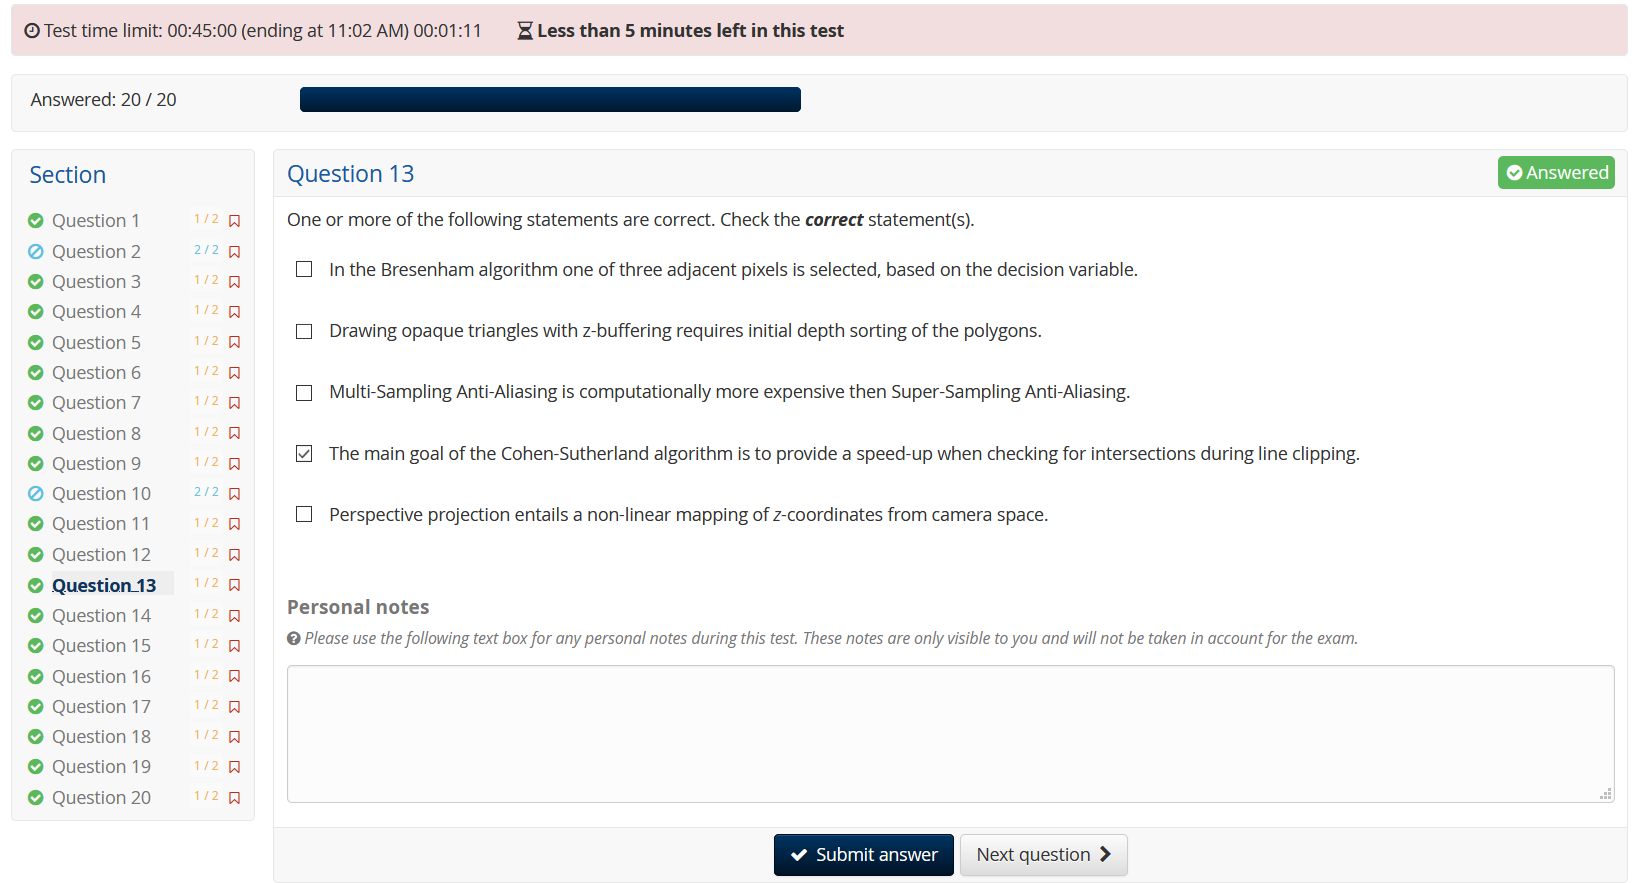 Test time limit: 00:45:00 (ending at 11:02 AM) 00:01:11 Less than 5 minutes left in this test
Answered: 20 / 20
Section
Question 1 1 / 2
Question 2 2 / 2
Question 3 1 / 2
Question 4 1 / 2
Question 5 1 / 2
Question 6 1 / 2
Question 7 1 / 2
Question 8 1 / 2
Question 9 1 / 2
Question 10 2 / 2
Question 11 1 / 2
Question 12 1 / 2
Question 13 1 / 2
Question 14 1 / 2
Question 15 1 / 2
Question 16 1 / 2
Question 17 1 / 2
Question 18 1 / 2
Question 19 1 / 2
Question 20 1 / 2
Question 13
Answered
One or more of the following statements are correct. Check the correct statement(s).
In the Bresenham algorithm one of three adjacent pixels is selected, based on the decision variable.
Drawing opaque triangles with z-buffering requires initial depth sorting of the polygons.
Multi-Sampling Anti-Aliasing is computationally more expensive then Super-Sampling Anti-Aliasing.
The main goal of the Cohen-Sutherland algorithm is to provide a speed-up when checking for intersections during line clipping.
Perspective projection entails a non-linear mapping of z-coordinates from camera space.
Personal notes
Please use the following text box for any personal notes during this test. These notes are only visible to you and will not be taken in account for the exam.
Submit answer
Next question